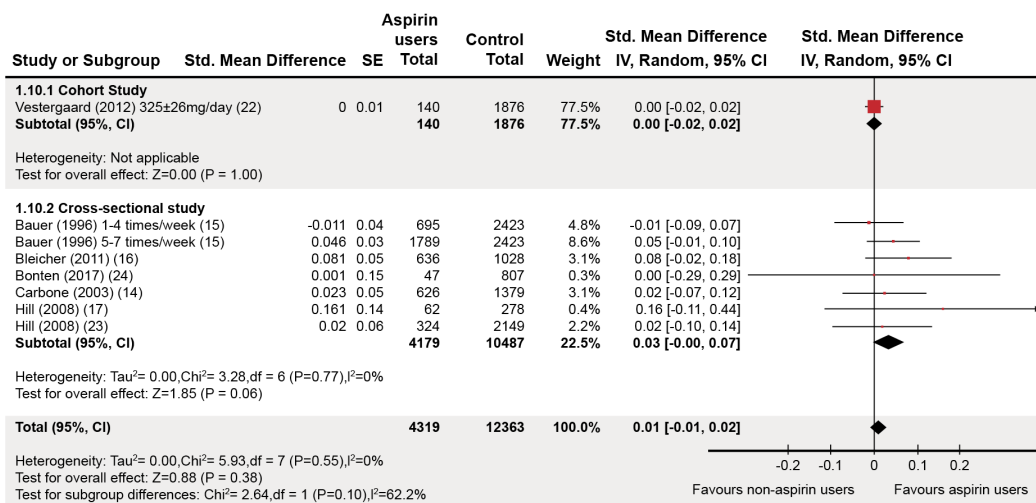 Study or Subgroup Std. Mean Difference SE Aspirin users Total Control Total Weight Std. Mean Difference IV, Random, 95% CI Std. Mean Difference IV, Random, 95% CI
1.10.1 Cohort Study
Vestergaard (2012) 325±26mg/day (22) 0 0.01 140 1876 77.5% 0.00 [-0.02, 0.02]
Subtotal (95%, CI) 140 1876 77.5% 0.00 [-0.02, 0.02]
Heterogeneity: Not applicable
Test for overall effect: Z=0.00 (P = 1.00)
1.10.2 Cross-sectional study
Bauer (1996) 1-4 times/week (15) -0.011 0.04 695 2423 4.8% -0.01 [-0.09, 0.07]
Bauer (1996) 5-7 times/week (15) 0.046 0.03 1789 2423 8.6% 0.05 [-0.01, 0.10]
Bleicher (2011) (16) 0.081 0.05 636 1028 3.1% 0.08 [-0.02, 0.18]
Bonten (2017) (24) 0.001 0.15 47 807 0.3% 0.00 [-0.29, 0.29]
Carbone (2003) (14) 0.023 0.05 626 1379 3.1% 0.02 [-0.07, 0.12]
Hill (2008) (17) 0.161 0.14 62 278 0.4% 0.16 [-0.11, 0.44]
Hill (2008) (23) 0.02 0.06 324 2149 2.2% 0.02 [-0.10, 0.14]
Subtotal (95%, CI) 4179 10487 22.5% 0.03 [-0.00, 0.07]
Heterogeneity: Tau²= 0.00,Chi²= 3.28,df = 6 (P=0.77),I²=0%
Test for overall effect: Z=1.85 (P = 0.06)
Total (95%, CI) 4319 12363 100.0% 0.01 [-0.01, 0.02]
Heterogeneity: Tau²= 0.00,Chi²= 5.93,df = 7 (P=0.55),I²=0%
Test for overall effect: Z=0.88 (P = 0.38)
Test for subgroup differences: Chi²= 2.64,df = 1 (P=0.10),I²=62.2%
-0.2 -0.1 0 0.1 0.2
Favours non-aspirin users Favours aspirin users